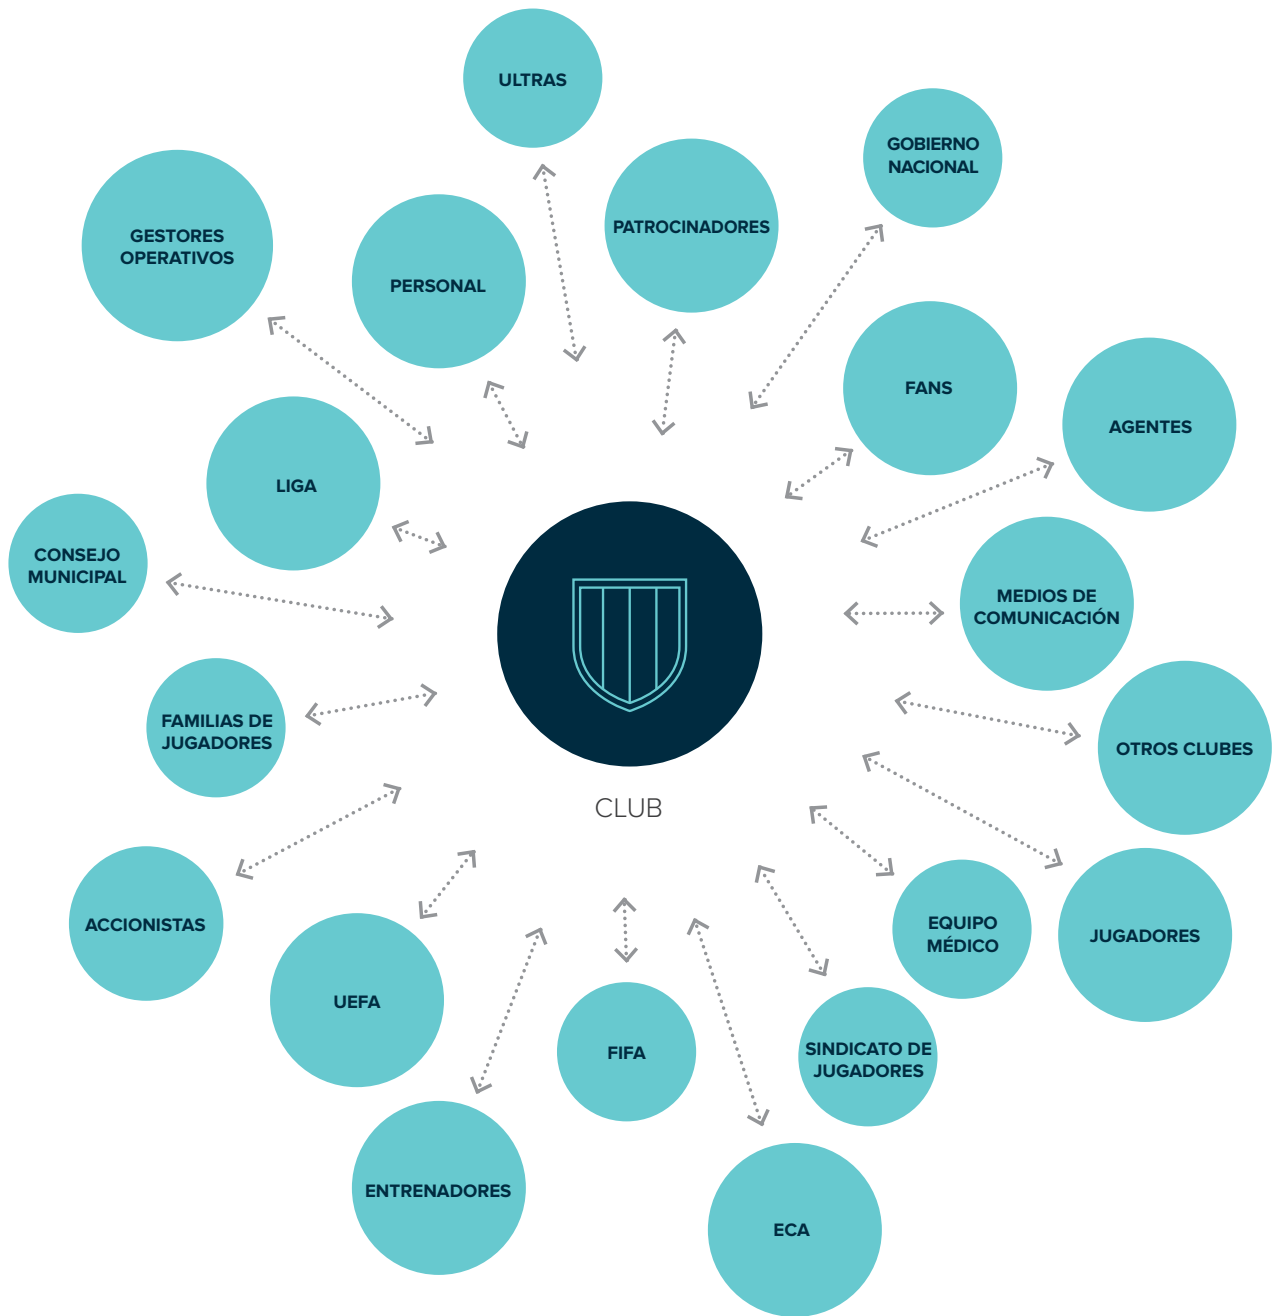 ULTRAS
GOBIERNO
NACIONAL
PATROCINADORES
GESTORES
OPERATIVOS
PERSONAL
FANS
AGENTES
LIGA
CONSEJO
MUNICIPAL
MEDIOS DE
COMUNICACIÓN
FAMILIAS DE
JUGADORES
OTROS CLUBES
CLUB
ACCIONISTAS
EQUIPO
MÉDICO
JUGADORES
UEFA
FIFA
SINDICATO DE
JUGADORES
ENTRENADORES
ECA